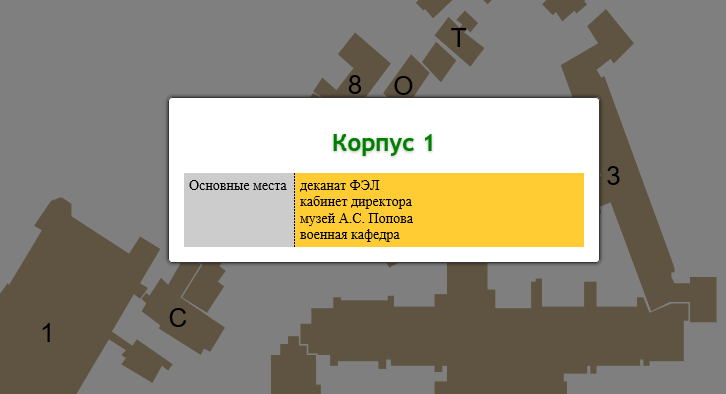 Т
8
О
Корпус 1
Основные места
деканат ФЭЛ
кабинет директора
музей А.С. Попова
военная кафедра
3
С
1